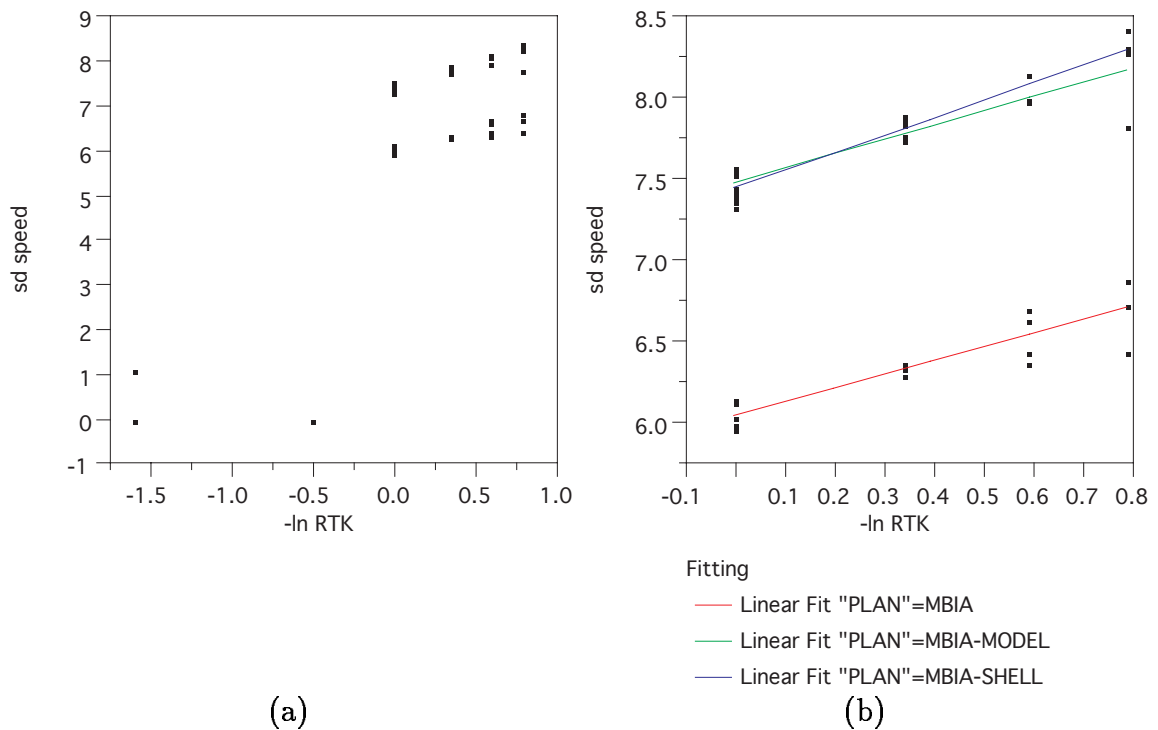 9
8
7
6
5
4
3
2
1
0
-1
sd speed
-1.5 -1.0 -0.5 0.0 0.5 1.0
-ln RTK
8.5
8.0
7.5
7.0
6.5
6.0
sd speed
-0.1 0.1 0.2 0.3 0.4 0.5 0.6 0.7 0.8
-ln RTK
Fitting
Linear Fit "PLAN"=MBIA
Linear Fit "PLAN"=MBIA-MODEL
Linear Fit "PLAN"=MBIA-SHELL
(a)
(b)